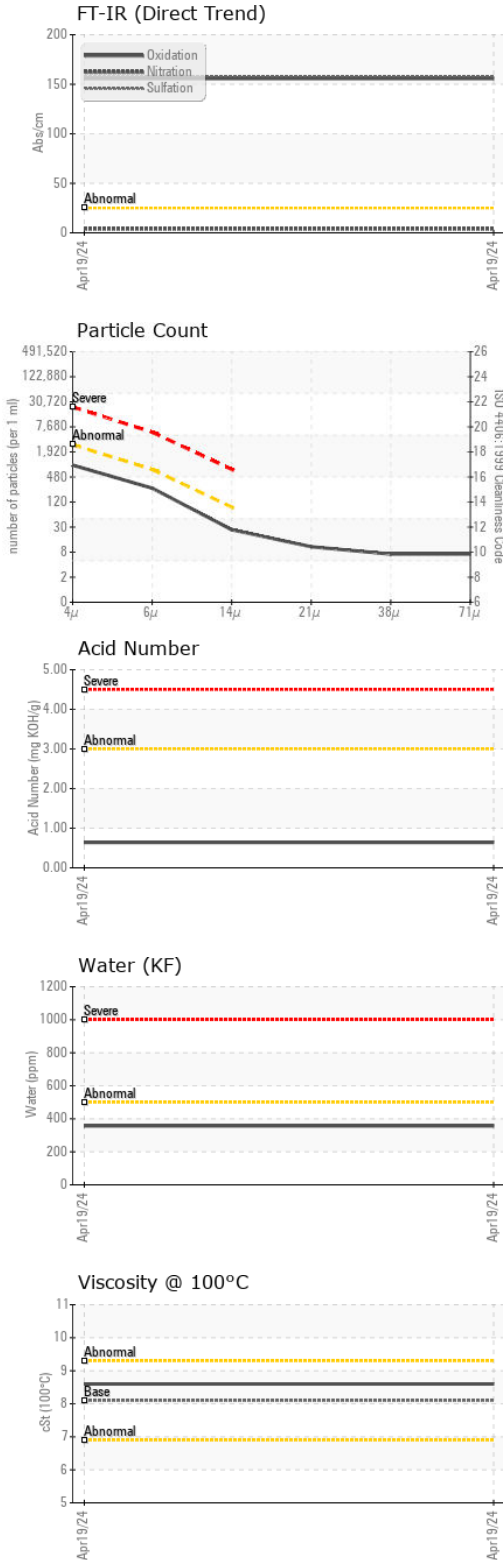 FT-IR (Direct Trend)
200
150
100
50
0
Abs/cm
Oxidation
Nitration
Sulfation
Abnormal
Apr19/24
Apr19/24
Particle Count
491,520
122,880
30,720
7,680
1,920
480
120
30
8
2
0
number of particles (per 1 ml)
Severe
Abnormal
26
24
22
20
18
16
14
12
10
8
6
ISO 4406:1999 Cleanliness Code
4µ
6µ
14µ
21µ
38µ
71µ
Acid Number
5.00
4.00
3.00
2.00
1.00
0.00
Acid Number (mg KOH/g)
Severe
Abnormal
Apr19/24
Apr19/24
Water (KF)
1200
1000
800
600
400
200
0
Water (ppm)
Severe
Abnormal
Apr19/24
Apr19/24
Viscosity @ 100°C
11
10
9
8
7
6
5
cSt (100°C)
Abnormal
Base
Abnormal
Apr19/24
Apr19/24